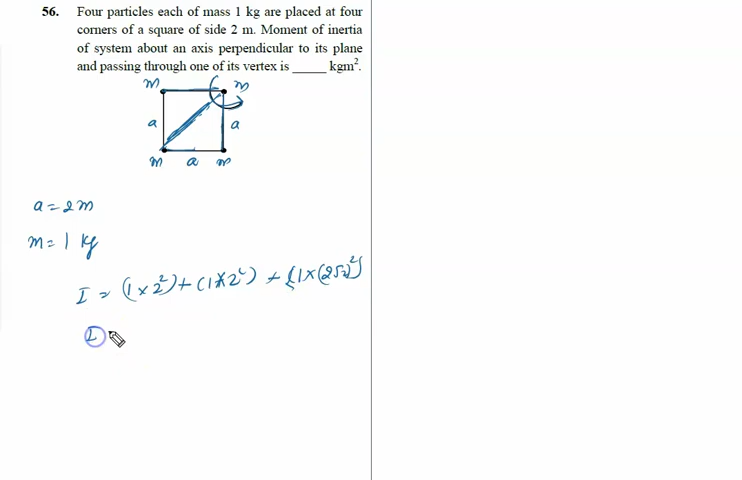 56. Four particles each of mass 1 kg are placed at four
corners of a square of side 2 m. Moment of inertia
of system about an axis perpendicular to its plane
and passing through one of its vertex is _____ kgm².
m m
a a
m a m
a = 2m
m = 1 kg
I = (1 × 2²) + (1 × 2²) + (1 × (2√2)²)
I